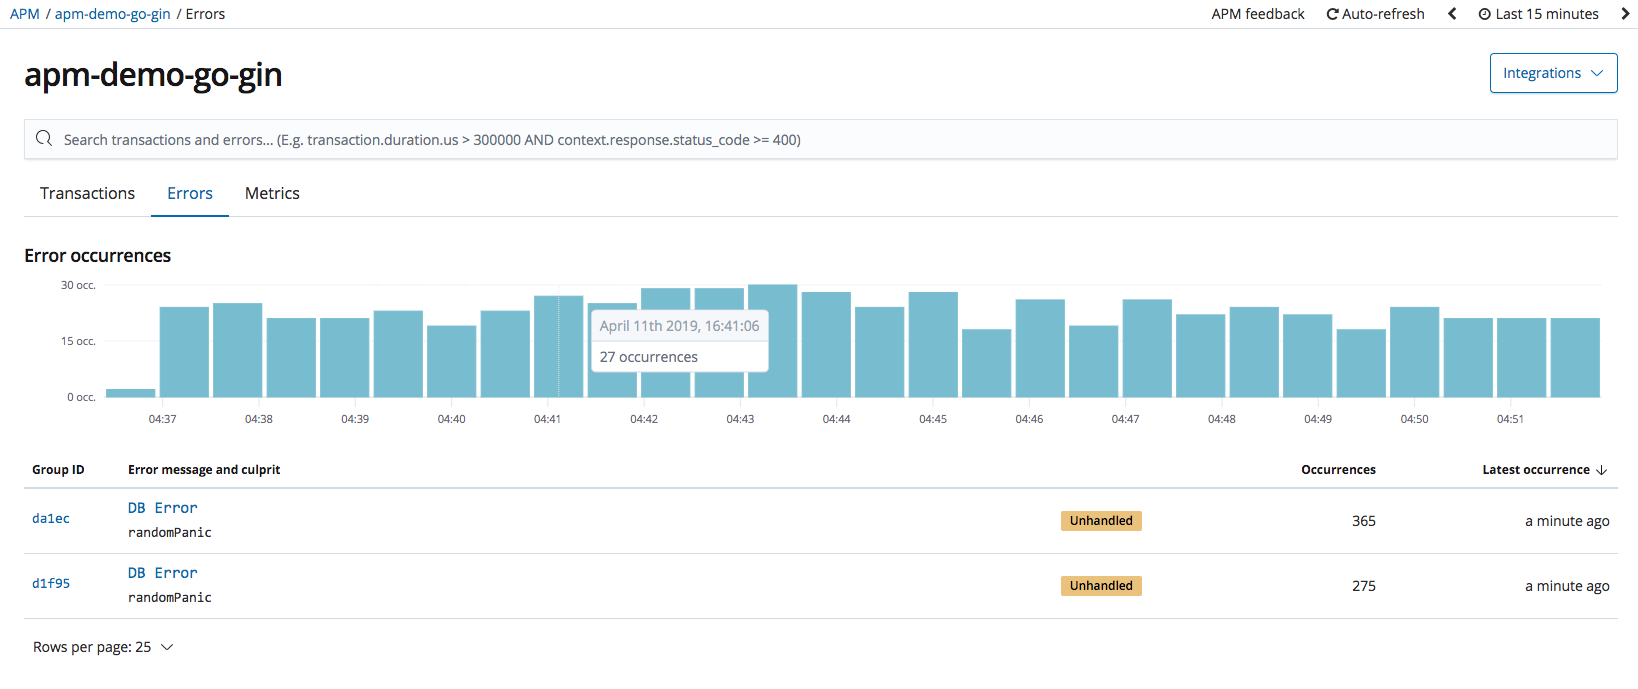 APM / apm-demo-go-gin / Errors
APM feedback Auto-refresh Last 15 minutes
apm-demo-go-gin
Integrations
Search transactions and errors... (E.g. transaction.duration.us > 300000 AND context.response.status_code >= 400)
Transactions Errors Metrics
Error occurrences
30 occ.
15 occ.
0 occ.
April 11th 2019, 16:41:06
27 occurrences
04:37 04:38 04:39 04:40 04:41 04:42 04:43 04:44 04:45 04:46 04:47 04:48 04:49 04:50 04:51
Group ID Error message and culprit Occurrences Latest occurrence
da1ec DB Error Unhandled 365 a minute ago
randomPanic
d1f95 DB Error Unhandled 275 a minute ago
randomPanic
Rows per page: 25